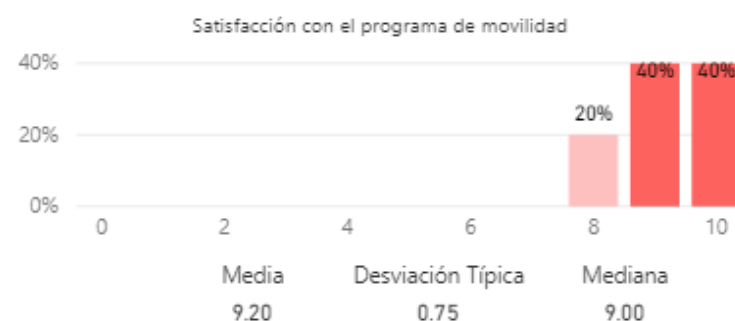 Satisfacción con el programa de movilidad
40%
40% 40%
20%
20%
0%
0 2 4 6 8 10
Media Desviación Típica Mediana
9.20 0.75 9.00